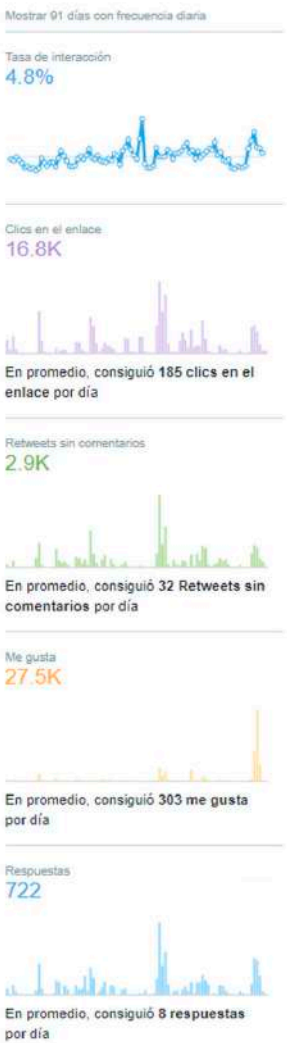 Mostrar 91 días con frecuencia diaria
Tasa de interacción
4.8%
Clics en el enlace
16.8K
En promedio, consiguió 185 clics en el
enlace por día
Retweets sin comentarios
2.9K
En promedio, consiguió 32 Retweets sin
comentarios por día
Me gusta
27.5K
En promedio, consiguió 303 me gusta
por día
Respuestas
722
En promedio, consiguió 8 respuestas
por día